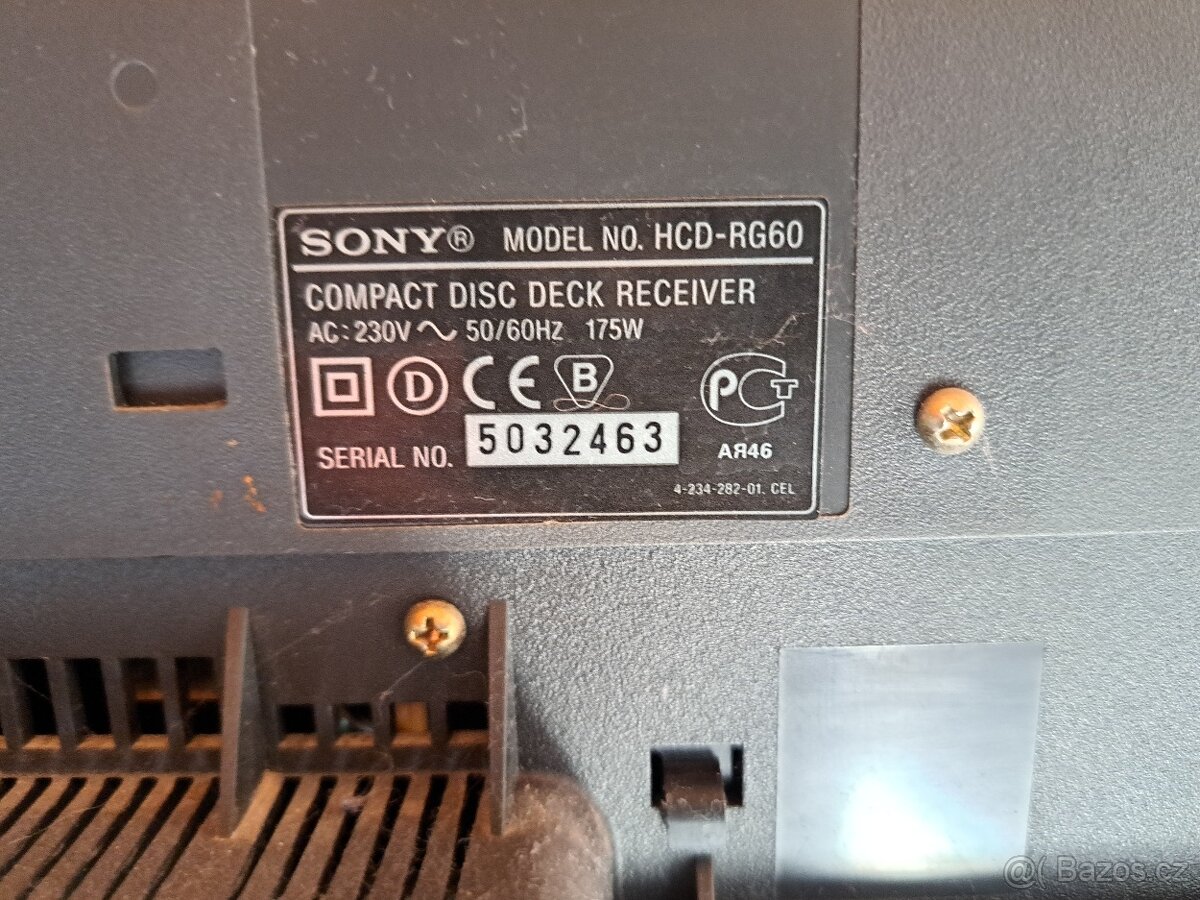 SONY® MODEL NO. HCD-RG60
COMPACT DISC DECK RECEIVER
AC: 230V ~ 50/60Hz 175W
D CE B PCT
SERIAL NO. 5032463
AЯ46
4-234-282-01. CEL
@( Bazos.cz